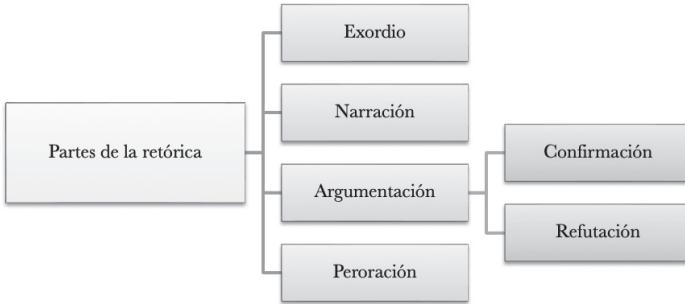 Partes de la retórica
Exordio
Narración
Argumentación
Confirmación
Refutación
Peroración